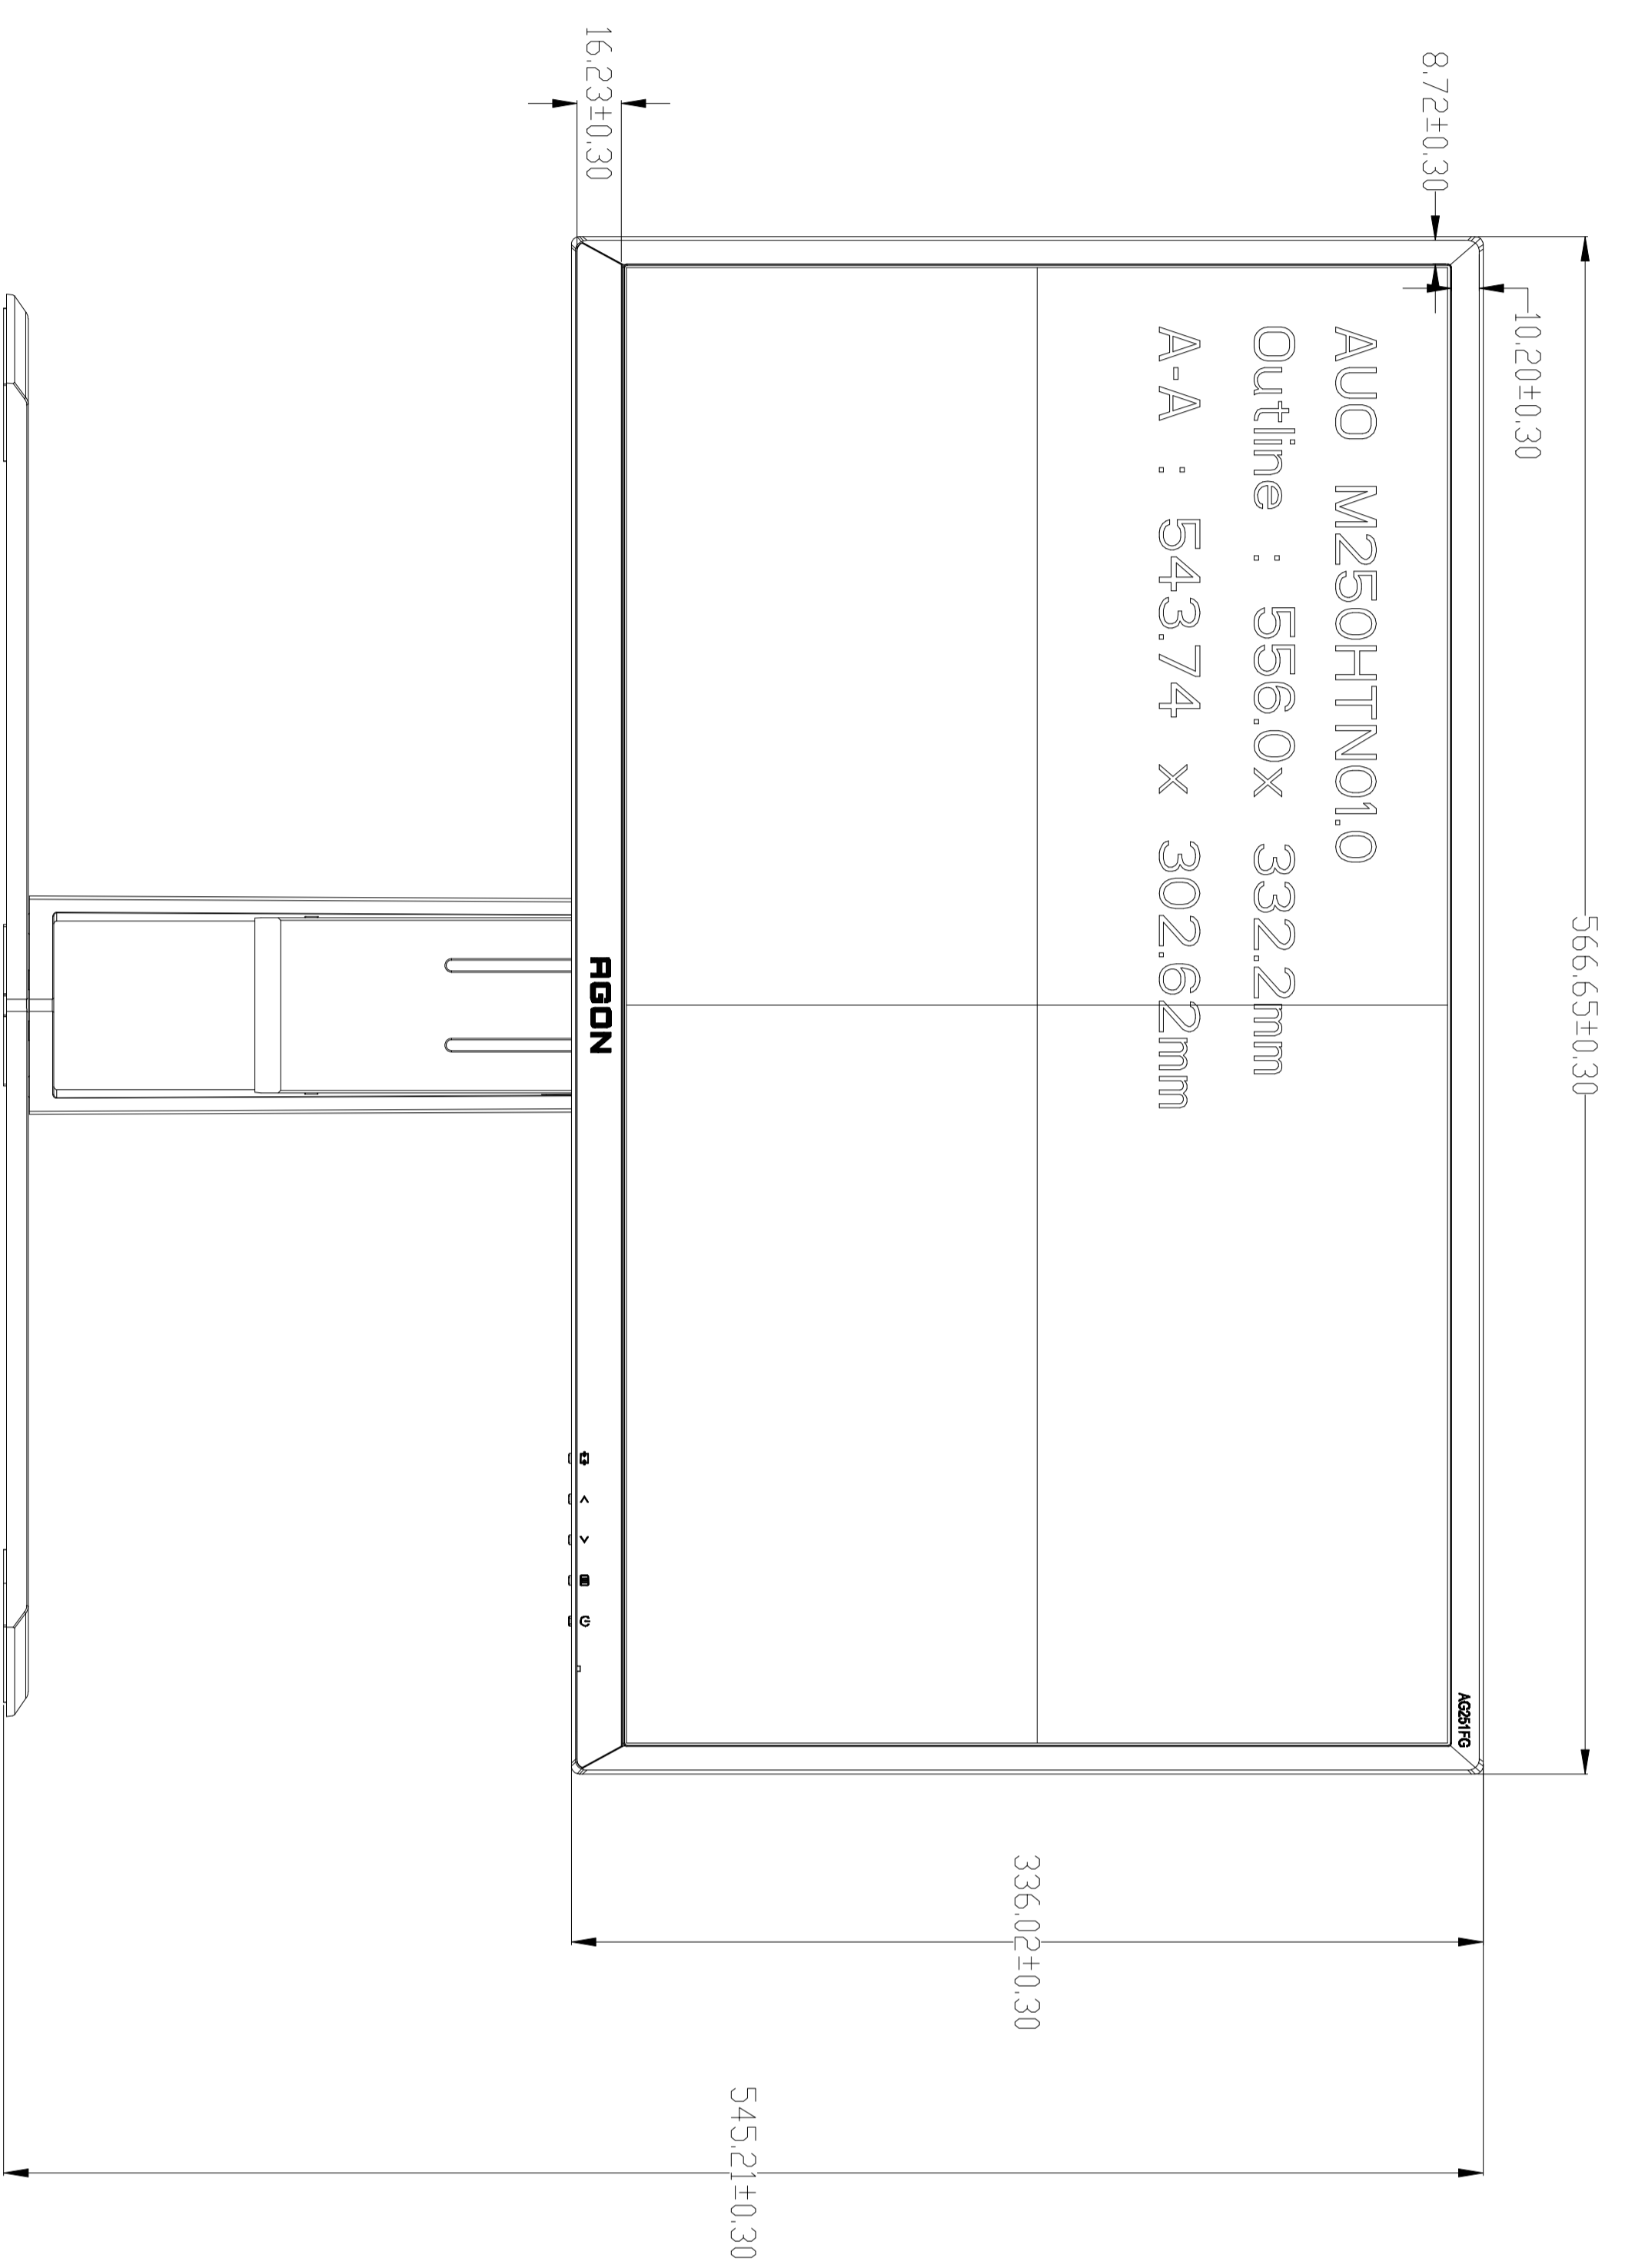 566.65±0.30
10.20±0.30
8.72±0.30
AG251FG
AUO M250HTN01.0
Outline : 556.0x 332.2mm
A-A : 543.74 x 302.62mm
336.02±0.30
545.21±0.30
16.23±0.30
AGON